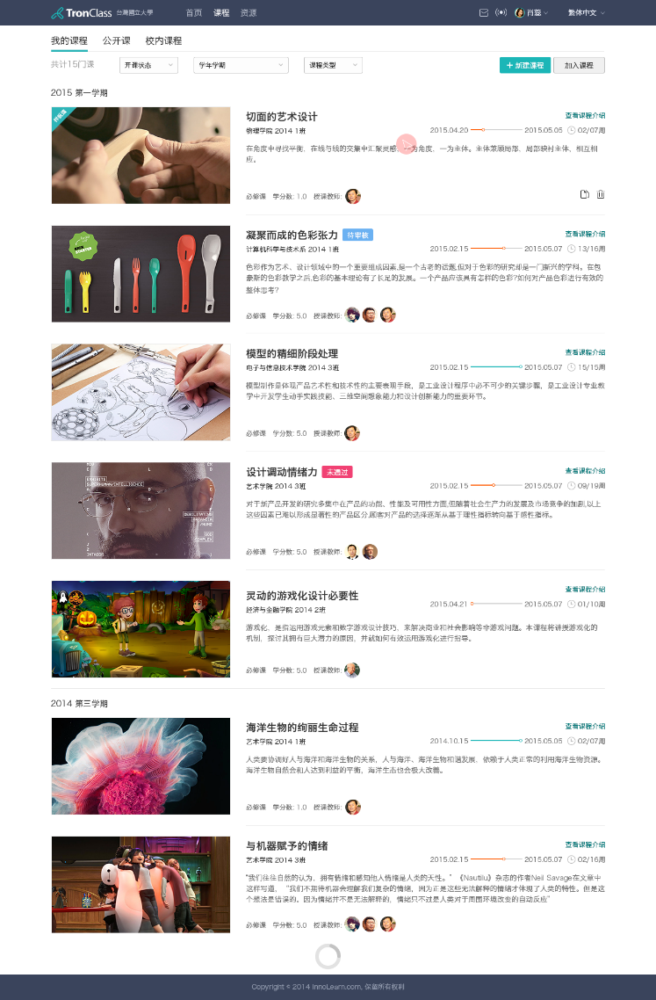 TronClass 台灣國立大學 首页 课程 资源 肖蕊 繁体中文
我的课程 公开课 校内课程
共计15门课 开课状态 学年学期 课程类型 + 新建课程 加入课程
2015 第一学期
切面的艺术设计 查看课程介绍
物理学院 2014 1班 2015.04.20 2015.05.05 02/07周
在角度中寻找平衡，在线与线的交集中汇聚灵感，一为角度，一为主体。主体兼顾局部，局部映衬主体，相互相
应。
必修课 学分数: 1.0 授课教师:
凝聚而成的色彩张力 待审核 查看课程介绍
计算机科学与技术系 2014 1班 2015.02.15 2015.05.07 13/16周
色彩作为艺术、设计领域中的一个重要组成因素,是一个古老的话题,但对于色彩的研究却是一门新兴的学科。在包
豪斯的色彩教学之后,色彩的基本理论有了长足的发展。一个产品应该具有怎样的色彩?如何对产品色彩进行有效的
整体思考?
必修课 学分数: 5.0 授课教师:
模型的精细阶段处理 查看课程介绍
电子与信息技术学院 2014 3班 2015.02.15 2015.05.07 15/15周
模型制作是体现产品艺术性和技术性的主要表现手段，是工业设计程序中必不可少的关键步骤，是工业设计专业教
学中开发学生动手实践技能、三维空间想象能力和设计创新能力的重要环节。
必修课 学分数: 5.0 授课教师:
设计调动情绪力 未通过 查看课程介绍
艺术学院 2014 3班 2015.02.15 2015.05.07 09/19周
对于新产品开发的研究多集中在产品的功能、性能及可用性方面,但随着社会生产力的发展及市场竞争的加剧,以上
这些因素已难以形成显著性的产品区分,顾客对产品的选择逐渐从基于理性指标转向基于感性指标。
必修课 学分数: 5.0 授课教师:
灵动的游戏化设计必要性 查看课程介绍
经济与金融学院 2014 2班 2015.04.21 2015.05.07 01/10周
游戏化，是指运用游戏元素和数字游戏设计技巧，来解决商业和社会影响等非游戏问题。本课程将讲授游戏化的
机制，探讨其拥有巨大潜力的原因，并就如何有效运用游戏化进行指导。
必修课 学分数: 5.0 授课教师:
2014 第三学期
海洋生物的绚丽生命过程 查看课程介绍
艺术学院 2014 1班 2014.10.15 2015.05.05 02/07周
人类要协调好人与海洋和海洋生物的关系，人与海洋、海洋生物和谐发展，依赖于人类正常的利用海洋生物资源。
海洋生物自然会和人达到利益的平衡，海洋生态也会极大改善。
必修课 学分数: 1.0 授课教师:
与机器赋予的情绪 查看课程介绍
艺术学院 2014 3班 2015.02.15 2015.05.07 02/16周
“我们往往自然的认为，拥有情绪和感知他人情绪是人类的天性。”《Nautilu》杂志的作者Neil Savage在文章中
这样写道，“我们不期待机器会理解我们复杂的情绪，因为正是这些无法解释的情绪才体现了人类的特性。但是这
个想法是错误的，因为情绪并不是无法解释的，情绪只不过是人类对于周围环境改变的自动反应”
必修课 学分数: 5.0 授课教师:
Copyright © 2014 InnoLearn.com, 保留所有权利